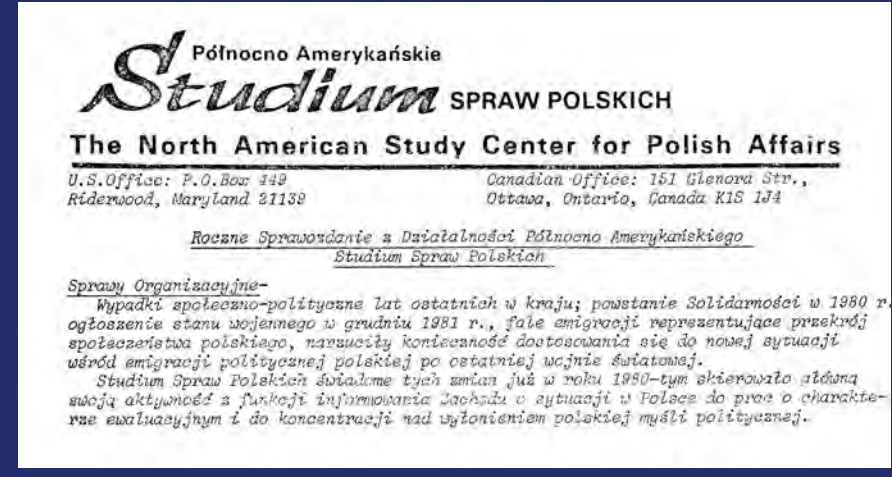 Północno Amerykańskie
Studium SPRAW POLSKICH
The North American Study Center for Polish Affairs
U.S.Office: P.O.Box 449
Riderwood, Maryland 21139
Canadian Office: 151 Glenora Str.,
Ottawa, Ontario, Canada K1S 1J4
Roczne Sprawozdanie z Działalności Północno Amerykańskiego
Studium Spraw Polskich
Sprawy Organizacyjne-
Wypadki społeczno-polityczne lat ostatnich w kraju; powstanie Solidarności w 1980 r.
ogłoszenie stanu wojennego w grudniu 1981 r., fale emigracji reprezentujące przekrój
społeczeństwa polskiego, narzuciły konieczność dostosowania się do nowej sytuacji
wśród emigracji politycznej polskiej po ostatniej wojnie światowej.
Studium Spraw Polskich świadome tych zmian już w roku 1980-tym skierowało główną
swoją aktywność z funkcji informowania Zachodu o sytuacji w Polsce do prac o charakte-
rze ewaluacyjnym i do koncentracji nad wyłonieniem polskiej myśli politycznej.